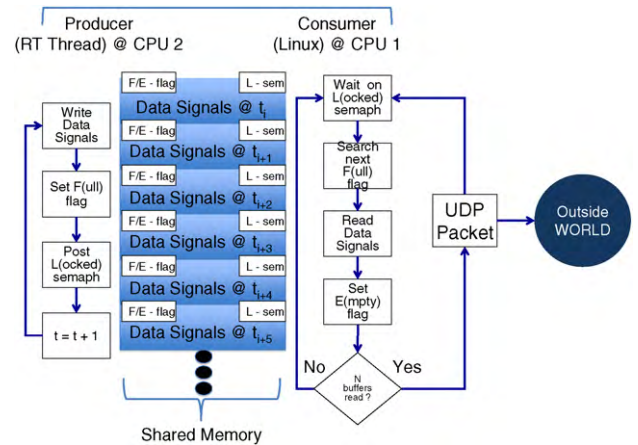 Producer
(RT Thread) @ CPU 2
Consumer
(Linux) @ CPU 1
Write
Data
Signals
Set F(ull)
flag
Post
L(ocked)
semaph
t = t + 1
F/E - flag
L - sem
Data Signals @ ti
F/E - flag
L - sem
Data Signals @ ti+1
F/E - flag
L - sem
Data Signals @ ti+2
F/E - flag
L - sem
Data Signals @ ti+3
F/E - flag
L - sem
Data Signals @ ti+4
F/E - flag
L - sem
Data Signals @ ti+5
Shared Memory
Wait on
L(ocked)
semaph
Search
next
F(ull)
flag
Read
Data
Signals
Set
E(mpty)
flag
No
Yes
N
buffers
read ?
UDP
Packet
Outside
WORLD